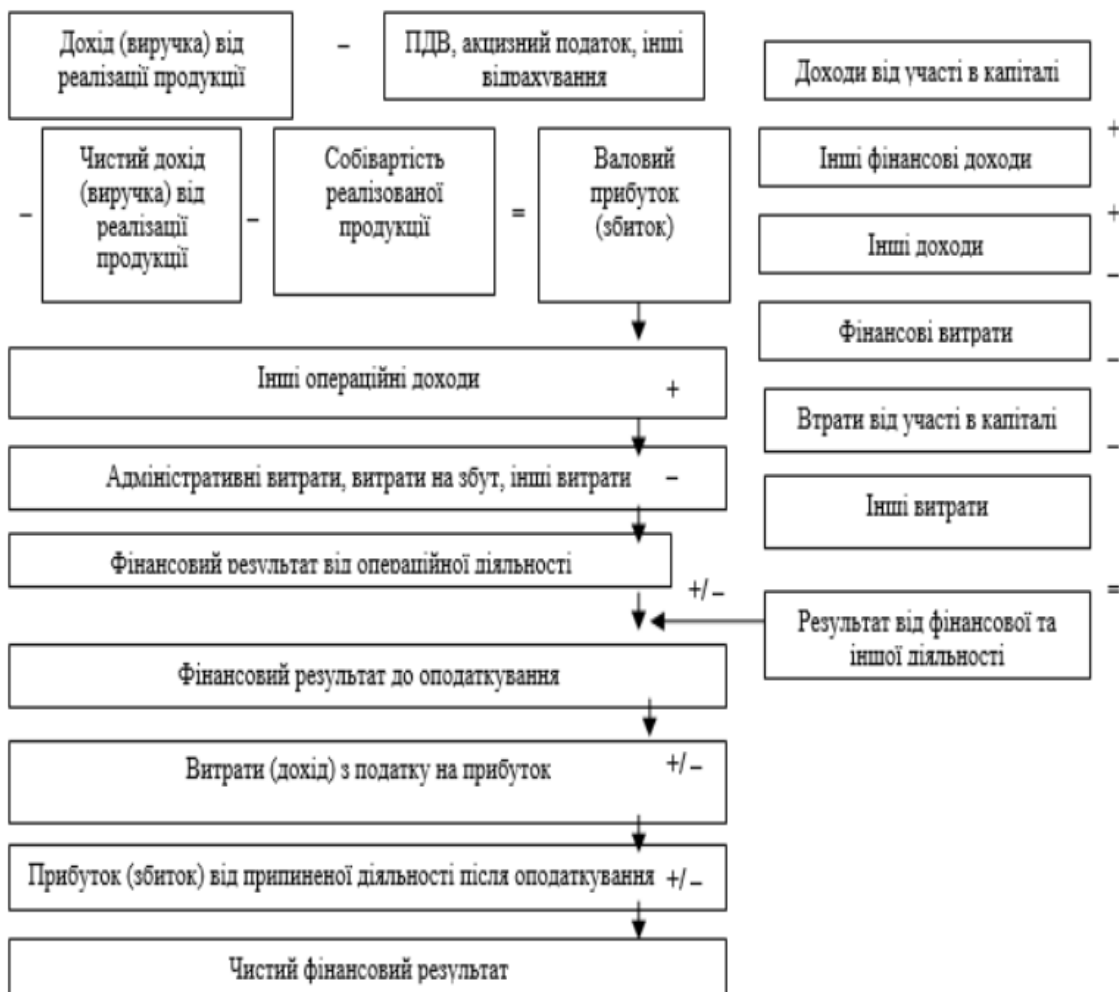 Дохід (виручка) від
реалізації продукції
–
ПДВ, акцизний податок, інші
відрахування
–
Чистий дохід
(виручка) від
реалізації
продукції
–
Собівартість
реалізованої
продукції
=
Валовий
прибуток
(збиток)
Інші операційні доходи +
Адміністративні витрати, витрати на збут, інші витрати –
Фінансовий результат від операційної діяльності
+/–
Фінансовий результат до оподаткування
Витрати (дохід) з податку на прибуток +/–
Прибуток (збиток) від припиненої діяльності після оподаткування +/–
Чистий фінансовий результат
Доходи від участі в капіталі
+
Інші фінансові доходи
+
Інші доходи
–
Фінансові витрати
–
Втрати від участі в капіталі
–
Інші витрати
=
Результат від фінансової та
іншої діяльності